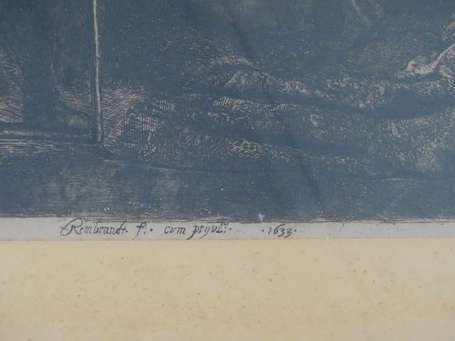 Rembrandt. f. cum pryvl.º 1633.